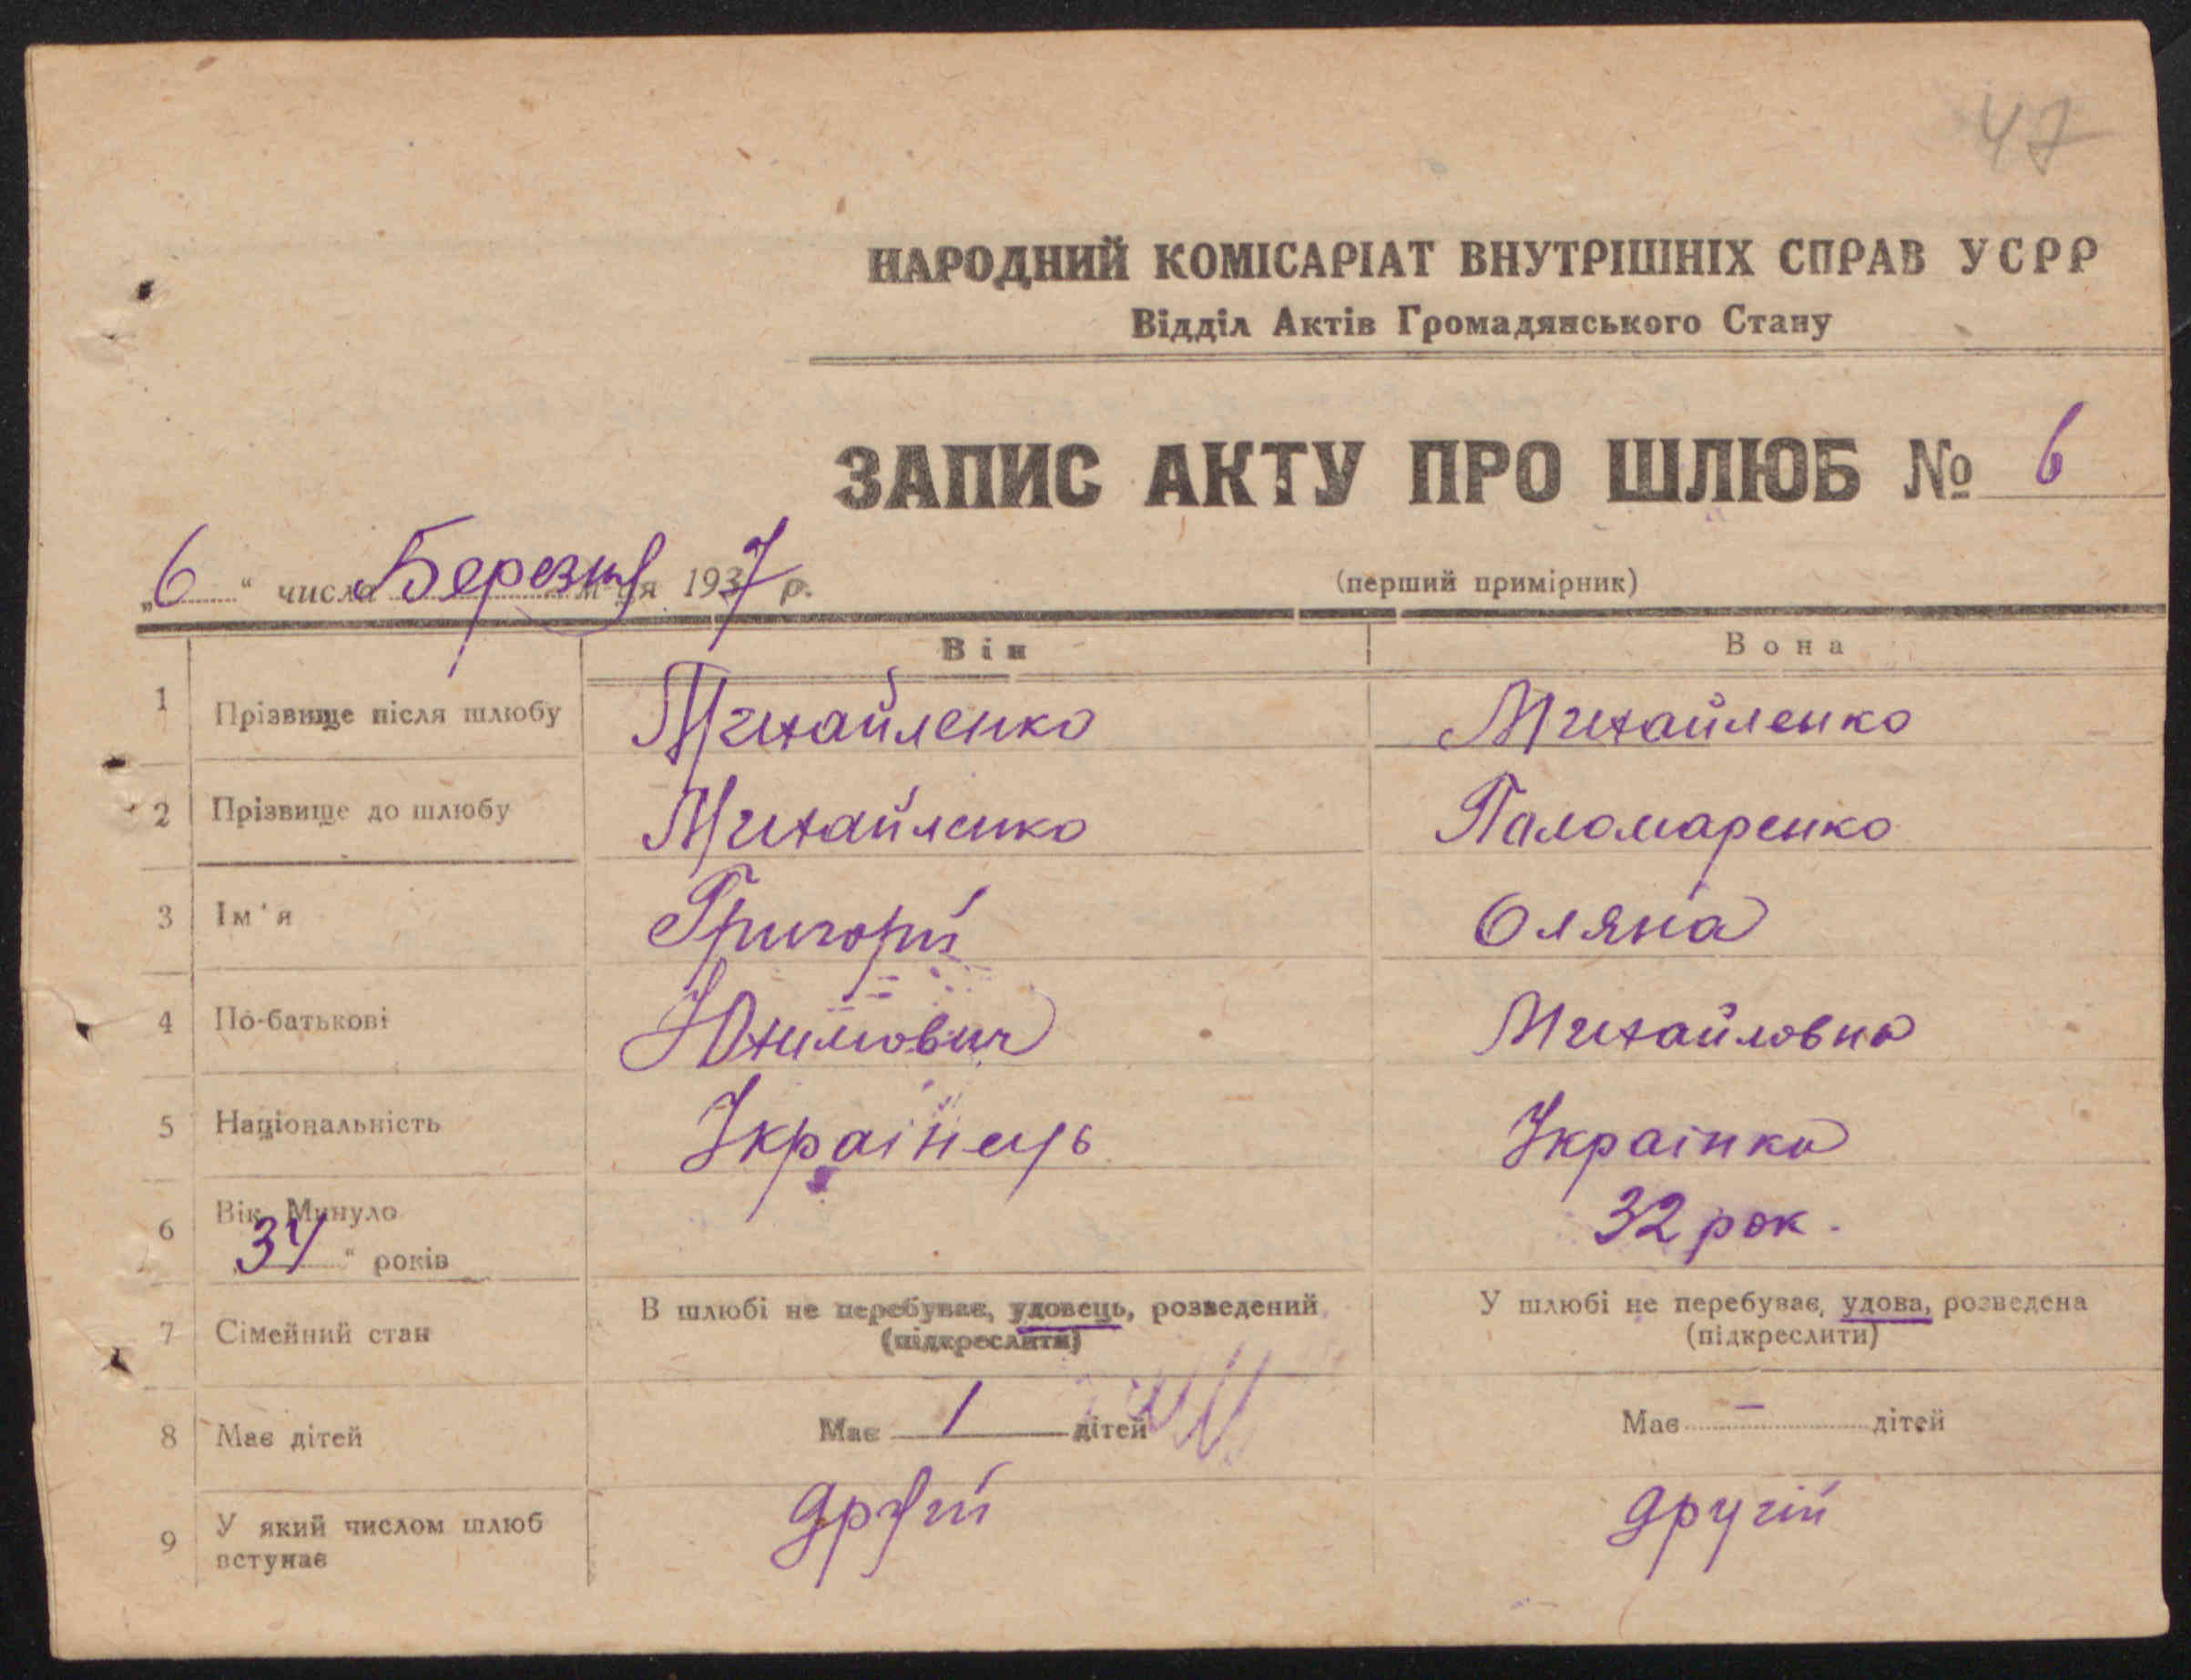 47
НАРОДНИЙ КОМІСАРІАТ ВНУТРІШНІХ СПРАВ УСРР
Відділ Актів Громадянського Стану
ЗАПИС АКТУ ПРО ШЛЮБ № 6
„6“ числа Березня м-ця 1937 р.
(перший примірник)
Він Вона
1 Прізвище після шлюбу Михайленко Михайленко
2 Прізвище до шлюбу Михайленко Паломаренко
3 Ім'я Григорій Оляна
4 По-батькові Юхимович Михайловна
5 Національність Украінець Украінка
6 Вік Минуло
„34“ років 32 рок.
7 Сімейний стан В шлюбі не перебуває, удовець, розведений У шлюбі не перебуває, удова, розведена
(підкреслити) (підкреслити)
8 Має дітей Має 1 дітей Має — дітей
9 У який числом шлюб вступає другий другій